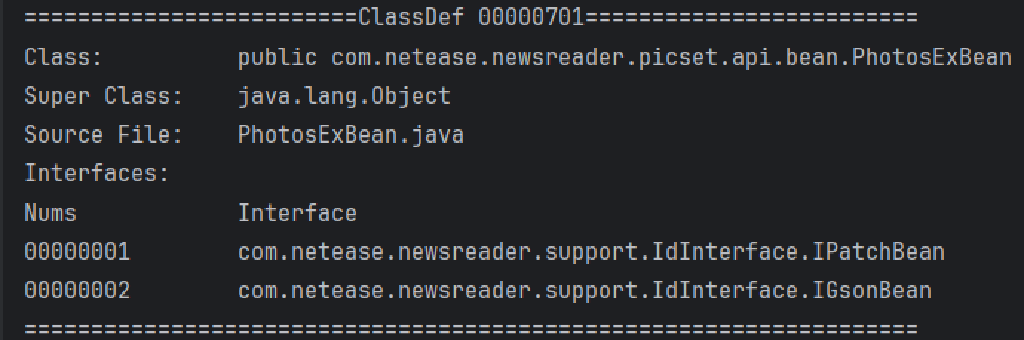 =========================ClassDef 00000701=========================
Class: public com.netease.newsreader.picset.api.bean.PhotosExBean
Super Class: java.lang.Object
Source File: PhotosExBean.java
Interfaces:
Nums Interface
00000001 com.netease.newsreader.support.IdInterface.IPatchBean
00000002 com.netease.newsreader.support.IdInterface.IGsonBean
===================================================================